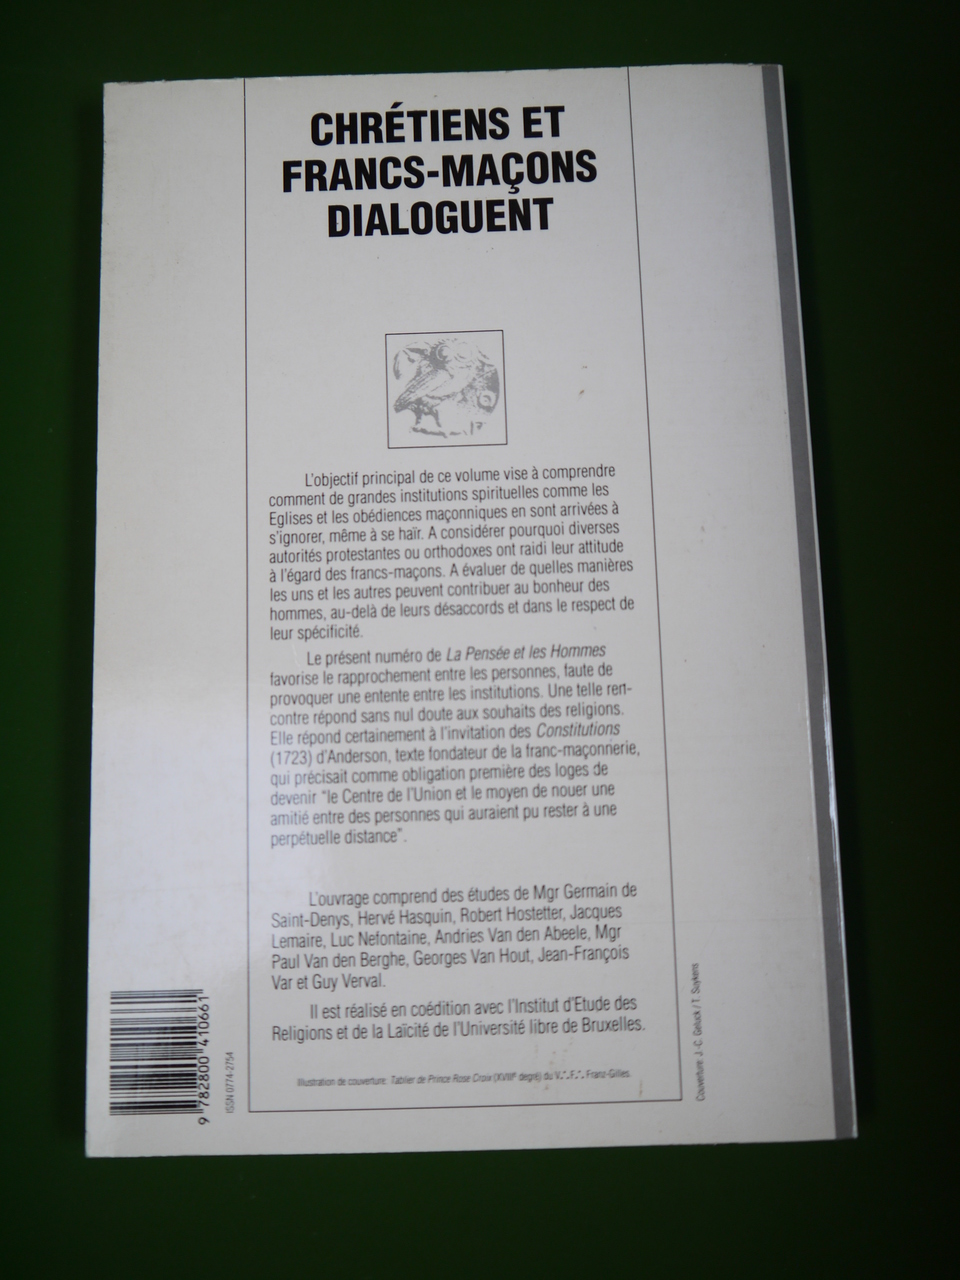 CHRÉTIENS ET
FRANCS-MAÇONS
DIALOGUENT
L'objectif principal de ce volume vise à comprendre
comment de grandes institutions spirituelles comme les
Eglises et les obédiences maçonniques en sont arrivées à
s'ignorer, même à se haïr. A considérer pourquoi diverses
autorités protestantes ou orthodoxes ont raidi leur attitude
à l'égard des francs-maçons. A évaluer de quelles manières
les uns et les autres peuvent contribuer au bonheur des
hommes, au-delà de leurs désaccords et dans le respect de
leur spécificité.
Le présent numéro de La Pensée et les Hommes
favorise le rapprochement entre les personnes, faute de
provoquer une entente entre les institutions. Une telle ren-
contre répond sans nul doute aux souhaits des religions.
Elle répond certainement à l'invitation des Constitutions
(1723) d'Anderson, texte fondateur de la franc-maçonnerie,
qui précisait comme obligation première des loges de
devenir "le Centre de l'Union et le moyen de nouer une
amitié entre des personnes qui auraient pu rester à une
perpétuelle distance".
L'ouvrage comprend des études de Mgr Germain de
Saint-Denys, Hervé Hasquin, Robert Hostetter, Jacques
Lemaire, Luc Nefontaine, Andries Van den Abeele, Mgr
Paul Van den Berghe, Georges Van Hout, Jean-François
Var et Guy Verval.
Il est réalisé en coédition avec l'Institut d'Etude des
Religions et de la Laïcité de l'Université libre de Bruxelles.
Illustration de couverture: Tablier de Prince Rose Croix (XVIIIe degré) du V∴F∴ Franz-Gilles.
9 782800 410661
ISSN 0774-2754
Couverture: J.-C. Geluck / T. Suykens